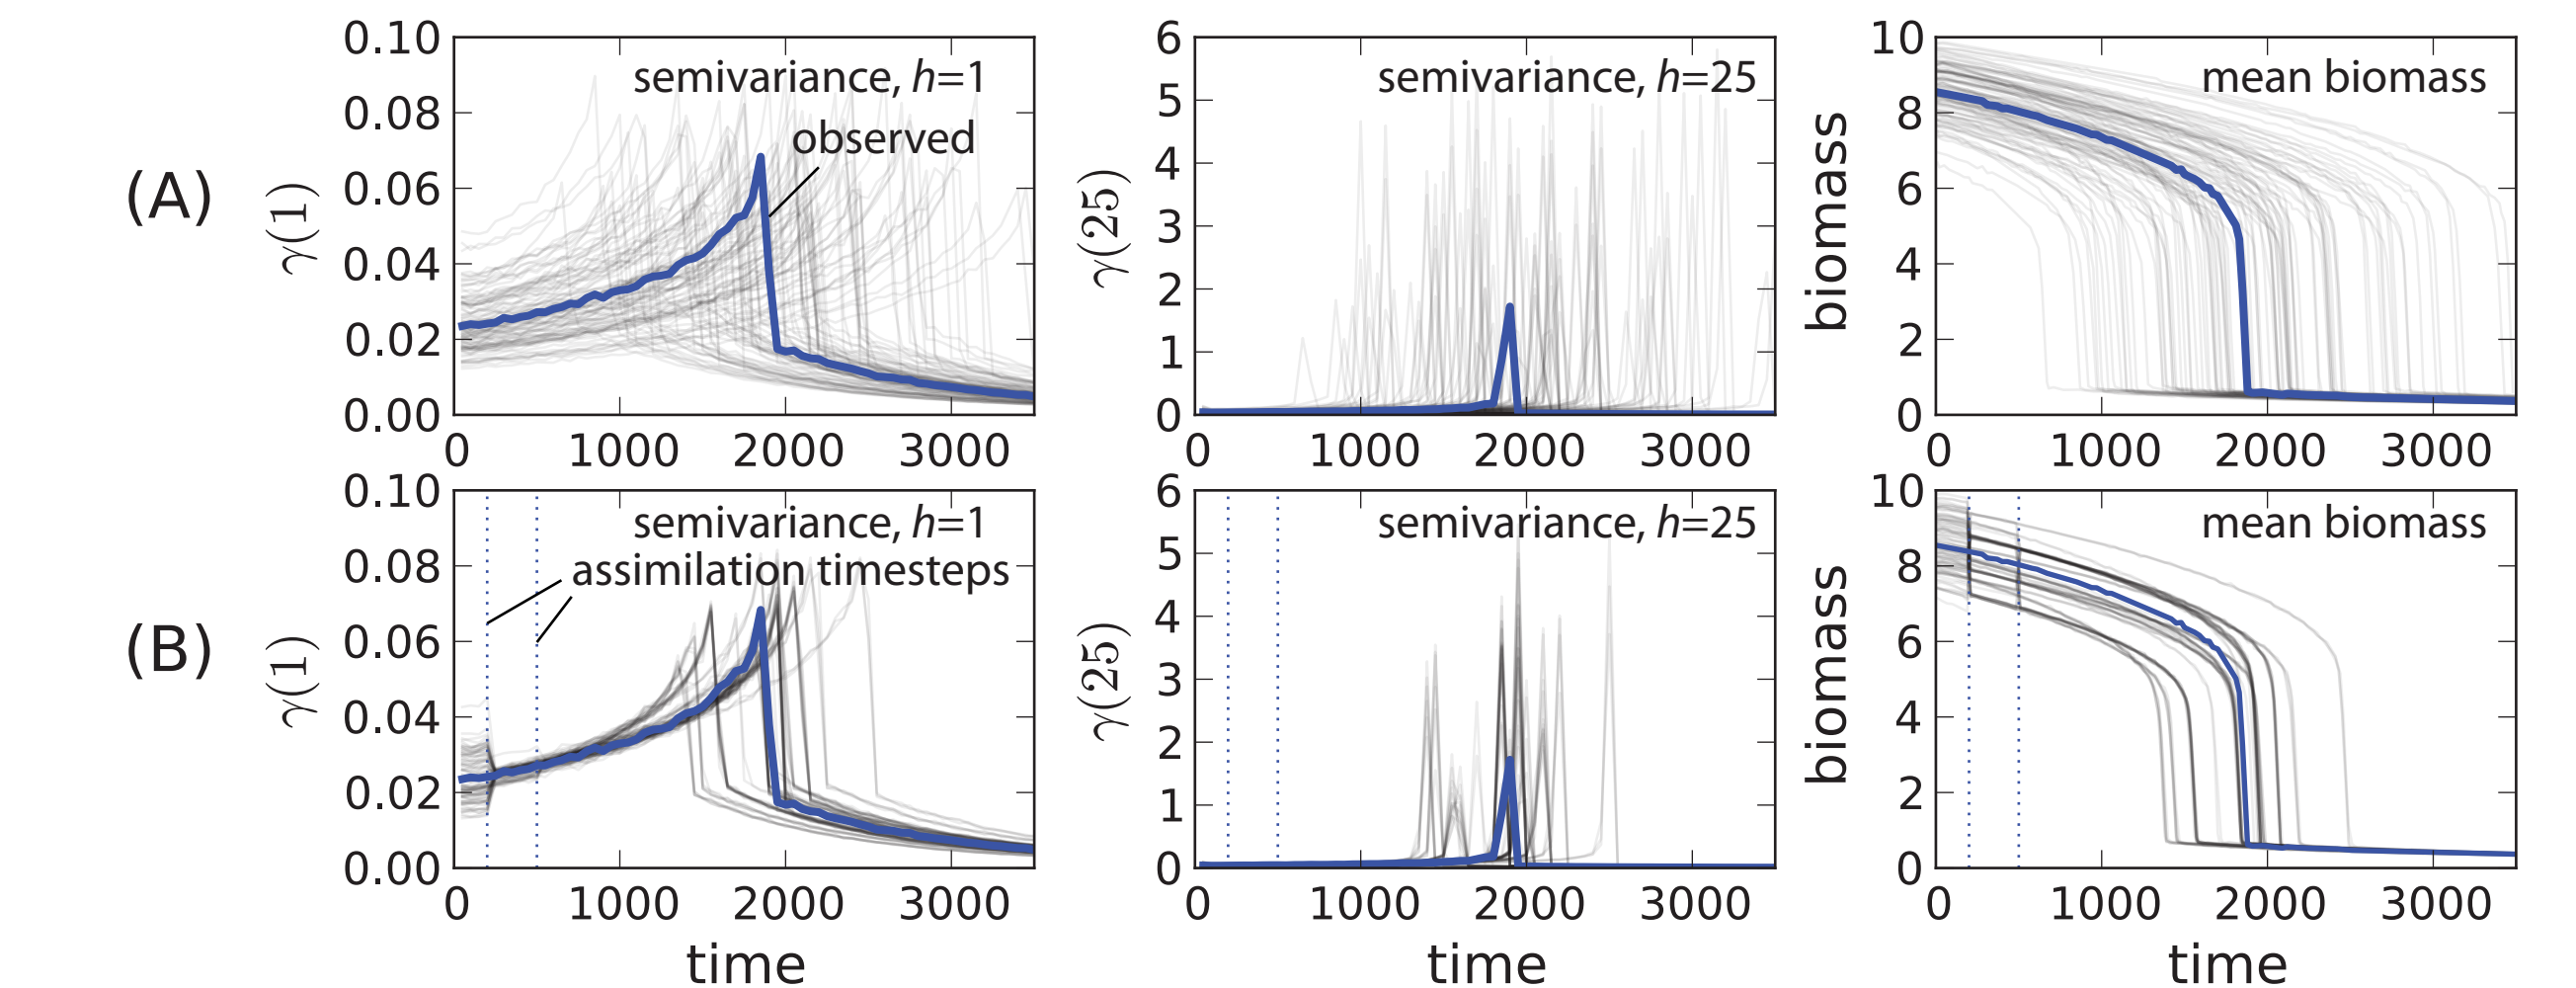 0.10
0.08
0.06
0.04
0.02
0.00
γ(1)
(A)
semivariance, h=1
observed
0 1000 2000 3000
6
5
4
3
2
1
0
γ(25)
semivariance, h=25
0 1000 2000 3000
10
8
6
4
2
0
biomass
mean biomass
0 1000 2000 3000
0.10
0.08
0.06
0.04
0.02
0.00
γ(1)
(B)
semivariance, h=1
assimilation timesteps
0 1000 2000 3000
time
6
5
4
3
2
1
0
γ(25)
semivariance, h=25
0 1000 2000 3000
time
10
8
6
4
2
0
biomass
mean biomass
0 1000 2000 3000
time